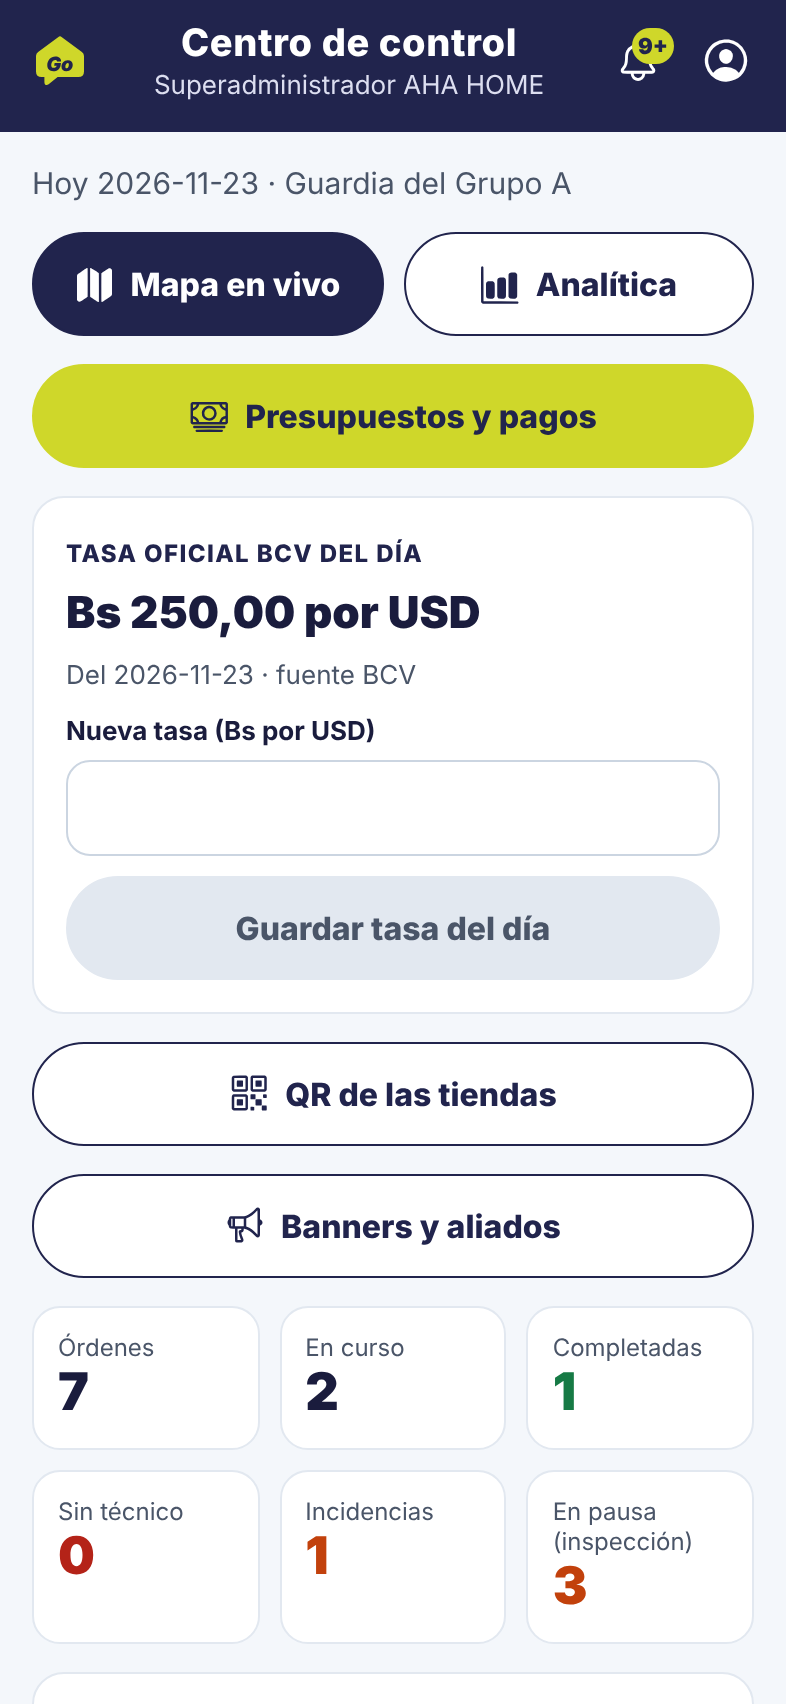 Go
Centro de control
Superadministrador AHA HOME
9+
Hoy 2026-11-23 · Guardia del Grupo A
Mapa en vivo
Analítica
Presupuestos y pagos
TASA OFICIAL BCV DEL DÍA
Bs 250,00 por USD
Del 2026-11-23 · fuente BCV
Nueva tasa (Bs por USD)
Guardar tasa del día
QR de las tiendas
Banners y aliados
Órdenes
7
En curso
2
Completadas
1
Sin técnico
0
Incidencias
1
En pausa
(inspección)
3